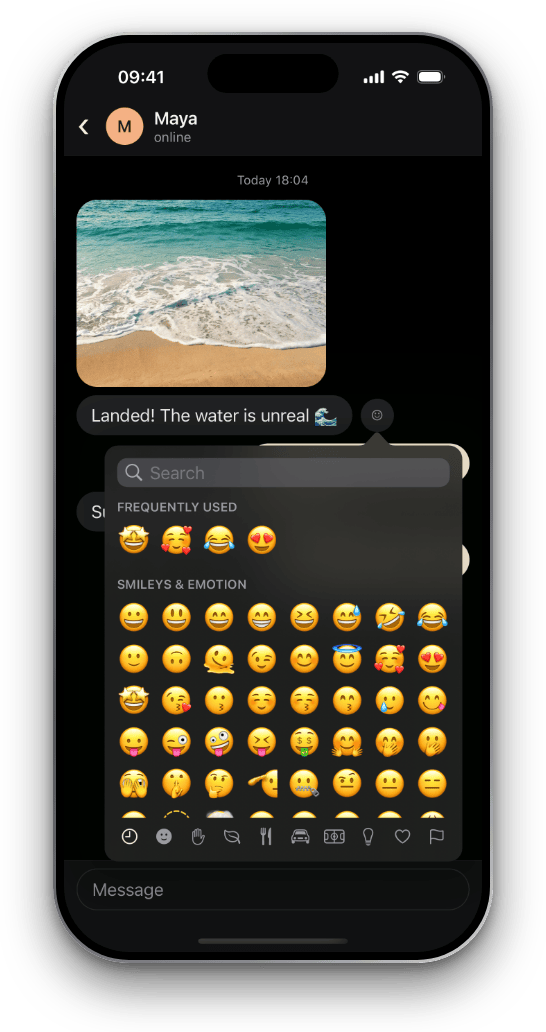 09:41
M
Maya
online
Today 18:04
Landed! The water is unreal 🌊
Search
FREQUENTLY USED
SMILEYS & EMOTION
Message